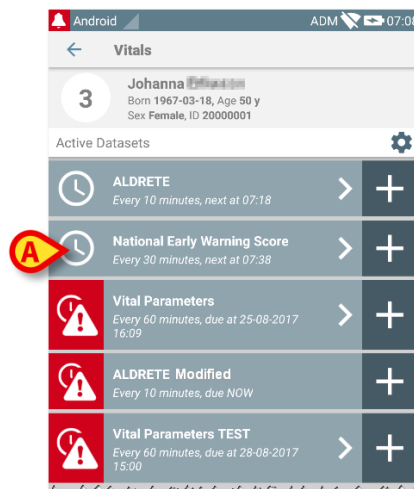 Android ADM 07:08
Vitals
3
Johanna
Born 1967-03-18, Age 50 y
Sex Female, ID 20000001
Active Datasets
ALDRETE
Every 10 minutes, next at 07:18
A
National Early Warning Score
Every 30 minutes, next at 07:38
Vital Parameters
Every 60 minutes, due at 25-08-2017
16:09
ALDRETE Modified
Every 10 minutes, due NOW
Vital Parameters TEST
Every 60 minutes, due at 28-08-2017
15:00